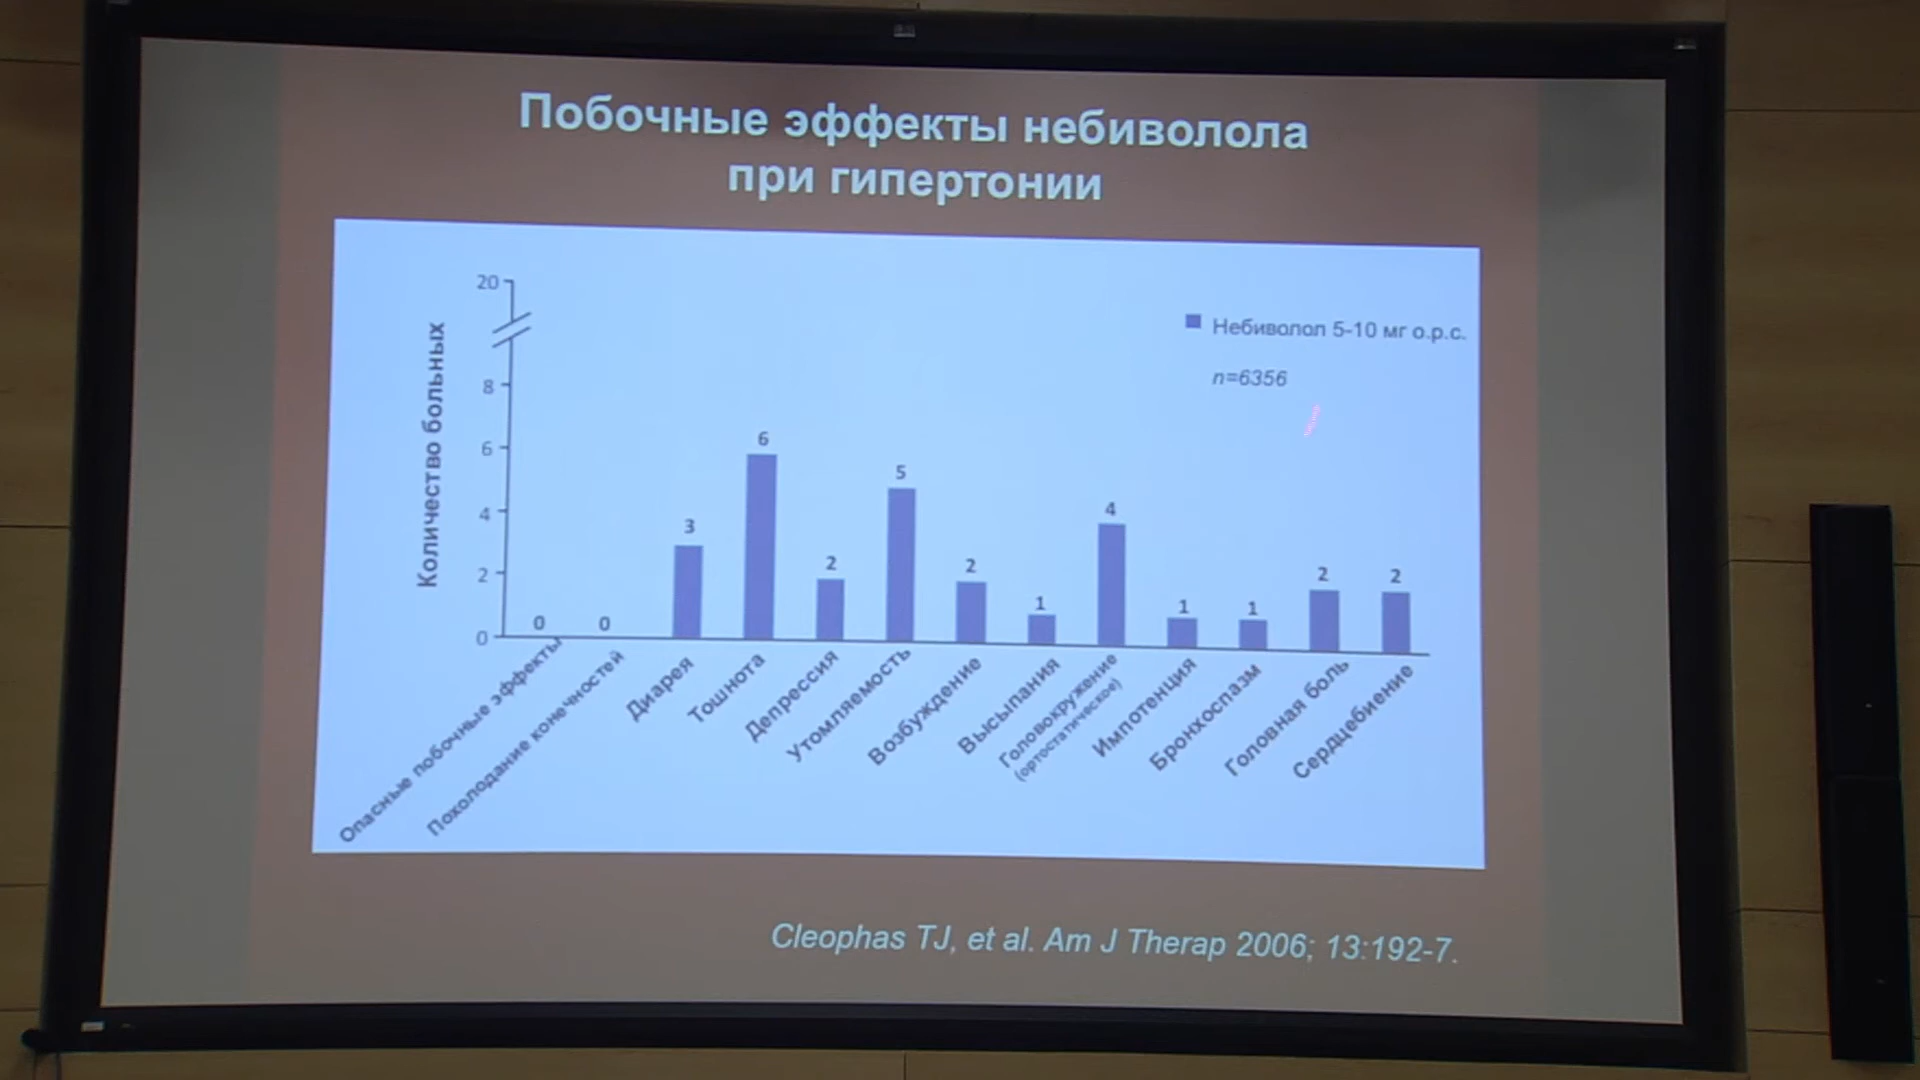 Побочные эффекты небиволола
при гипертонии
Количество больных
20
8
6
4
2
0
Небиволол 5-10 мг о.р.с.
n=6356
0
0
3
6
2
5
2
1
4
1
1
2
2
Опасные побочные эффекты
Похолодание конечностей
Диарея
Тошнота
Депрессия
Утомляемость
Возбуждение
Высыпания
Головокружение
(ортостатическое)
Импотенция
Бронхоспазм
Головная боль
Сердцебиение
Cleophas TJ, et al. Am J Therap 2006; 13:192-7.